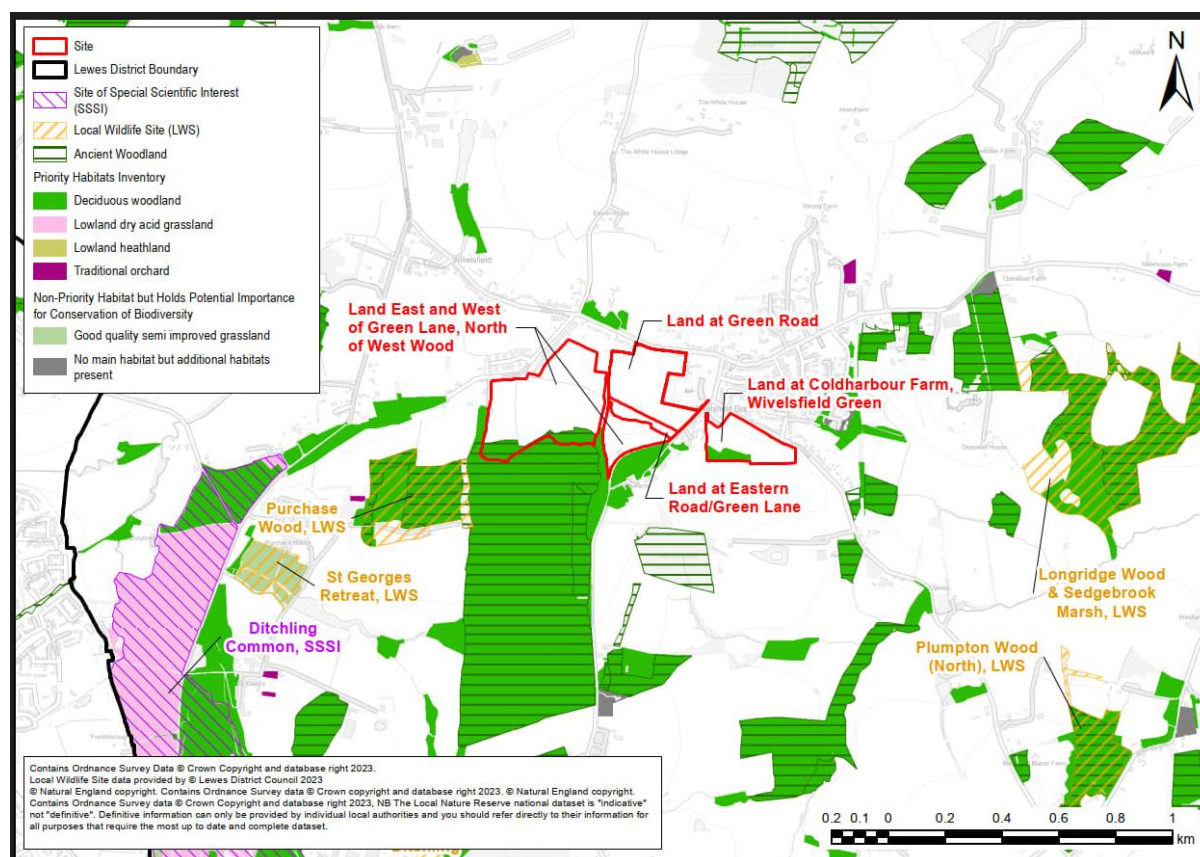 Site
Lewes District Boundary
Site of Special Scientific Interest
(SSSI)
Local Wildlife Site (LWS)
Ancient Woodland
Priority Habitats Inventory
Deciduous woodland
Lowland dry acid grassland
Lowland heathland
Traditional orchard
Non-Priority Habitat but Holds Potential Importance
for Conservation of Biodiversity
Good quality semi improved grassland
No main habitat but additional habitats
present
N
The White House
The White House Lodge
Wivelsfield
Land East and West
of Green Lane, North
of West Wood
Land at Green Road
Land at Coldharbour Farm,
Wivelsfield Green
Land at Eastern
Road/Green Lane
Purchase
Wood, LWS
St Georges
Retreat, LWS
Ditchling
Common, SSSI
Longridge Wood
& Sedgebrook
Marsh, LWS
Plumpton Wood
(North), LWS
Contains Ordnance Survey Data © Crown Copyright and database right 2023.
Local Wildlife Site data provided by © Lewes District Council 2023
© Natural England copyright. Contains Ordnance Survey data © Crown copyright and database right 2023. © Natural England copyright.
Contains Ordnance Survey data © Crown Copyright and database right 2023, NB The Local Nature Reserve national dataset is "indicative"
not "definitive". Definitive information can only be provided by individual local authorities and you should refer directly to their information for
all purposes that require the most up to date and complete dataset.
0.2 0.1 0 0.2 0.4 0.6 0.8 1
km